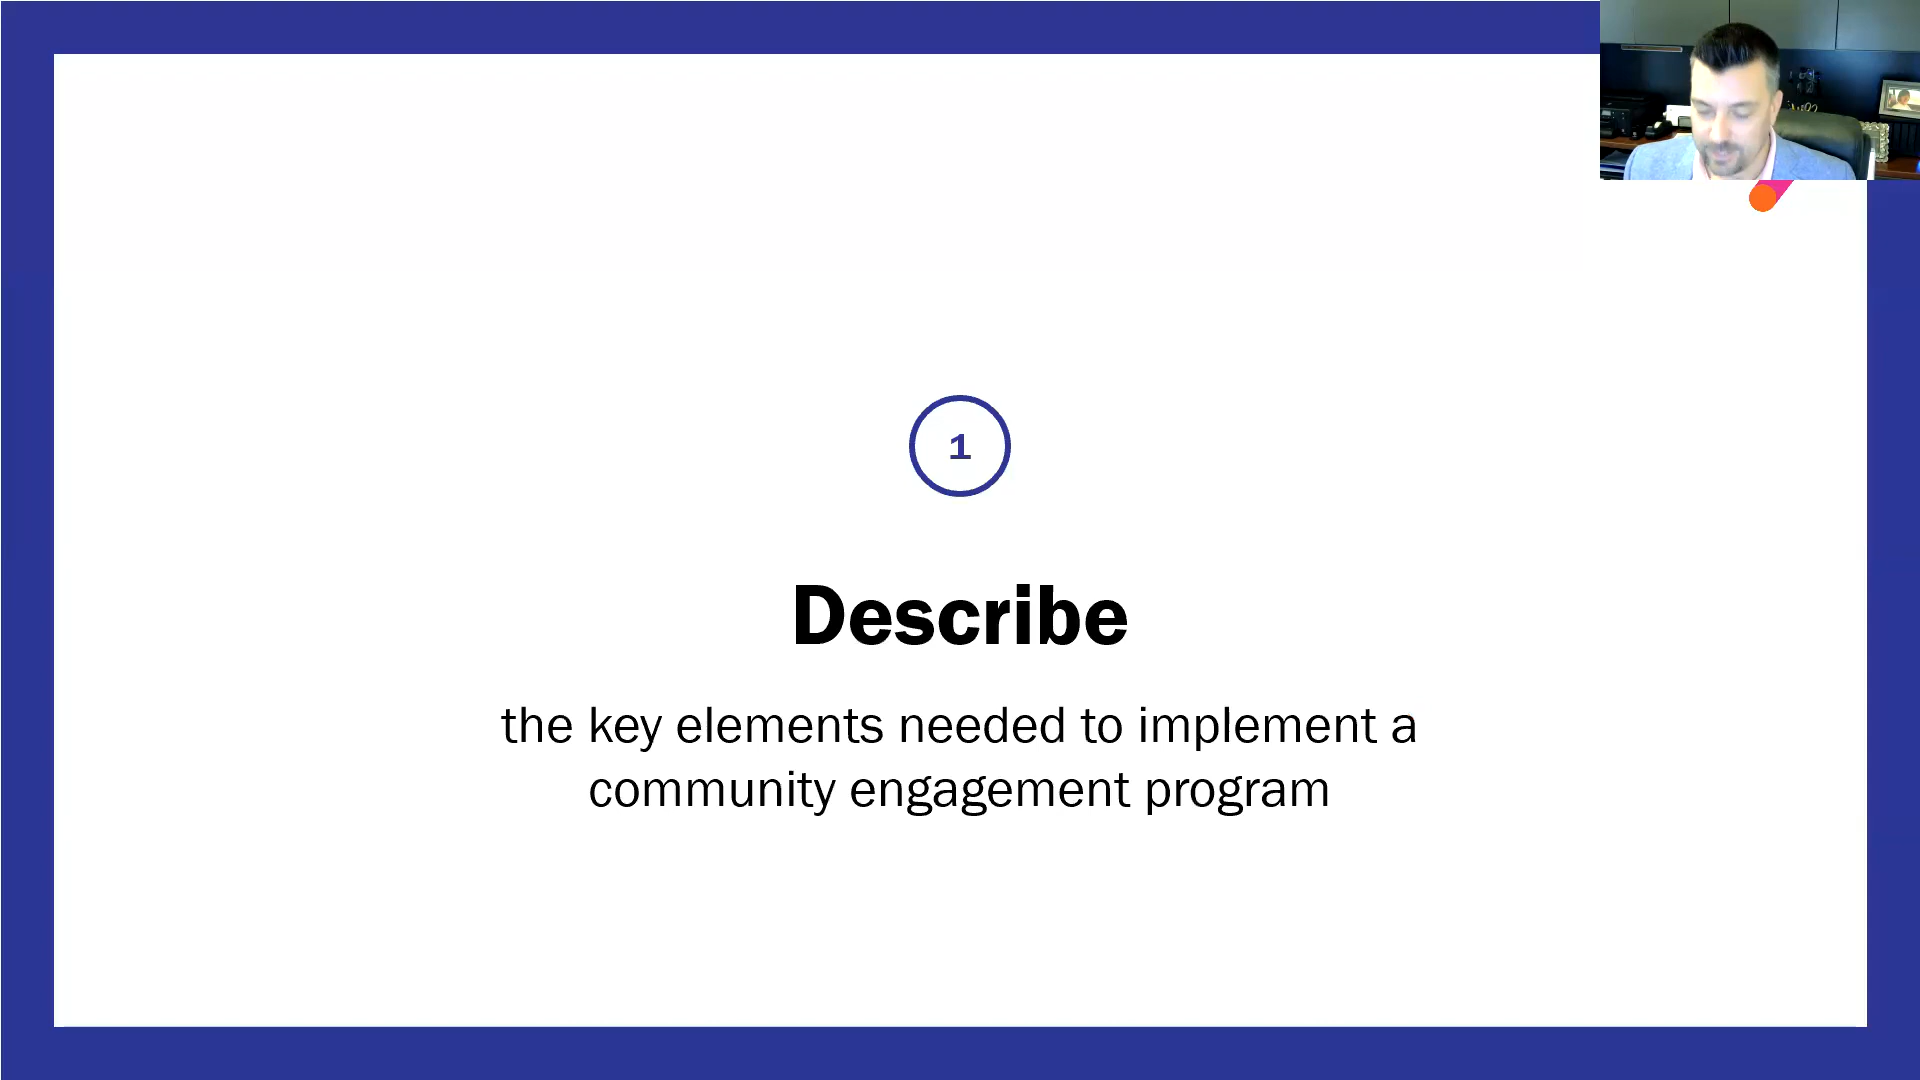 1
Describe
the key elements needed to implement a
community engagement program